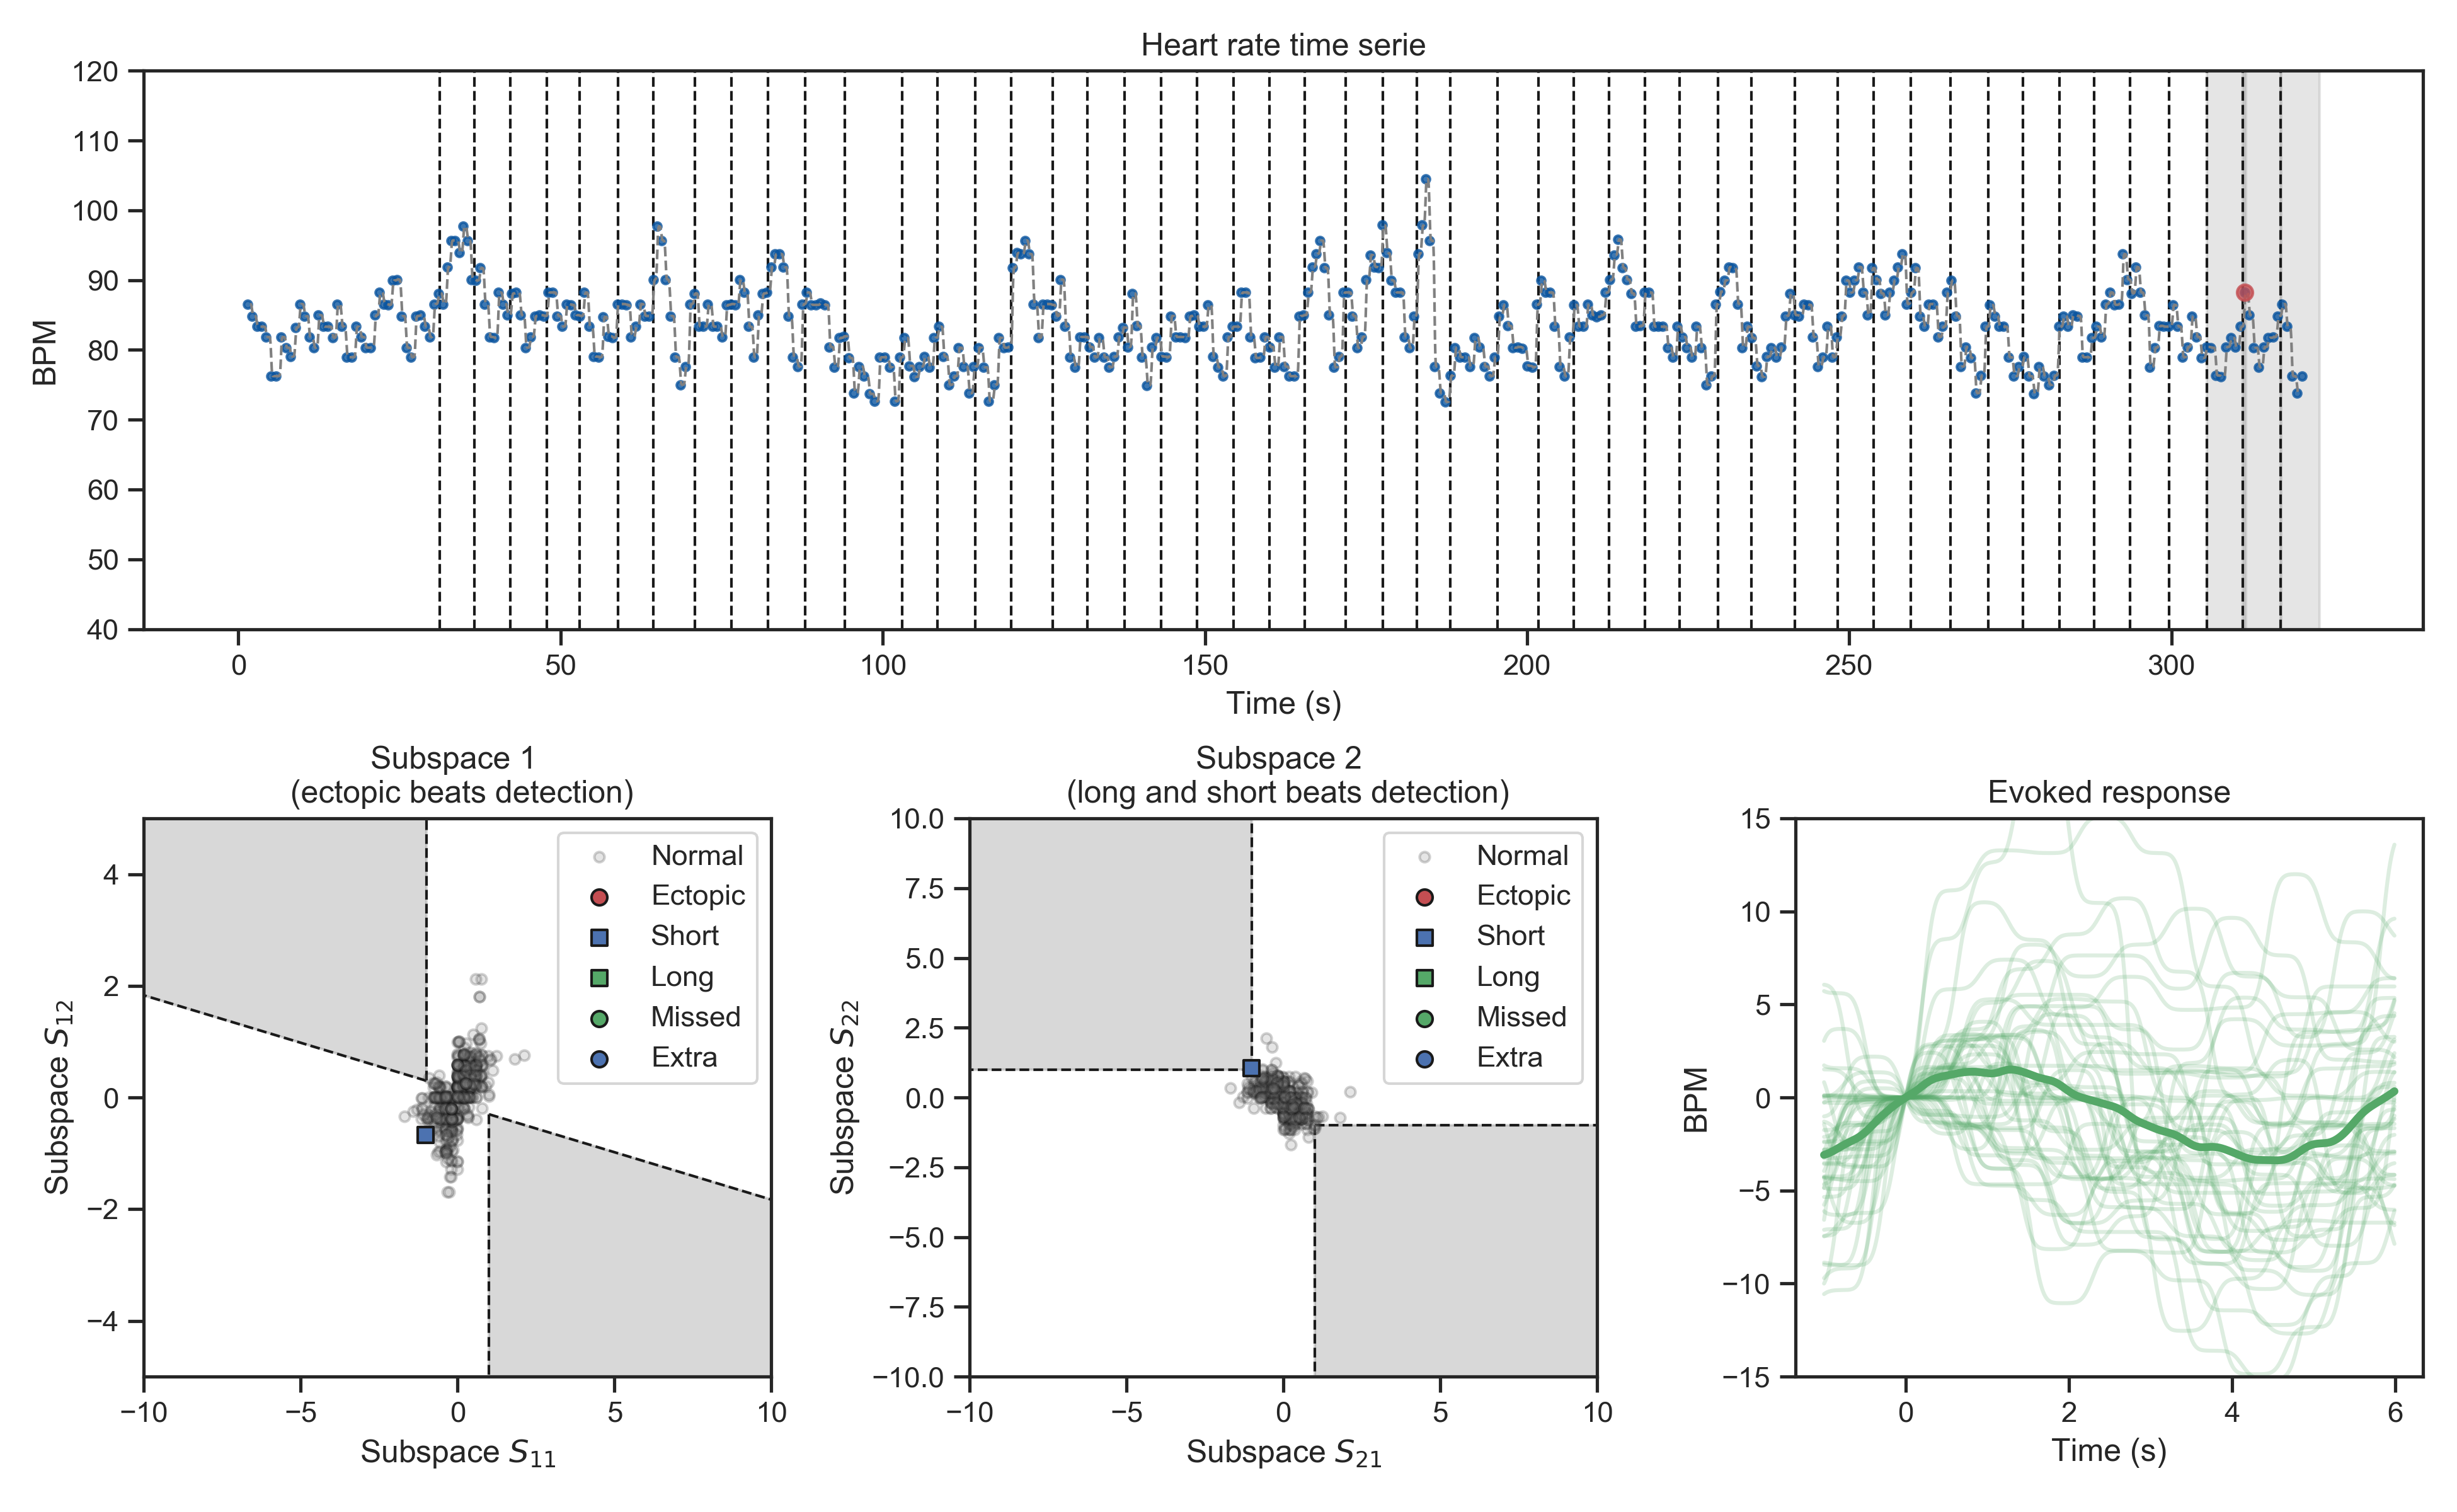 Heart rate time serie
120
110
100
90
80
70
60
50
40
BPM
0 50 100 150 200 250 300
Time (s)
Subspace 1
(ectopic beats detection)
4
2
0
−2
−4
Subspace S12
Normal
Ectopic
Short
Long
Missed
Extra
−10 −5 0 5 10
Subspace S11
Subspace 2
(long and short beats detection)
10.0
7.5
5.0
2.5
0.0
−2.5
−5.0
−7.5
−10.0
Subspace S22
Normal
Ectopic
Short
Long
Missed
Extra
−10 −5 0 5 10
Subspace S21
Evoked response
15
10
5
0
−5
−10
−15
BPM
0 2 4 6
Time (s)